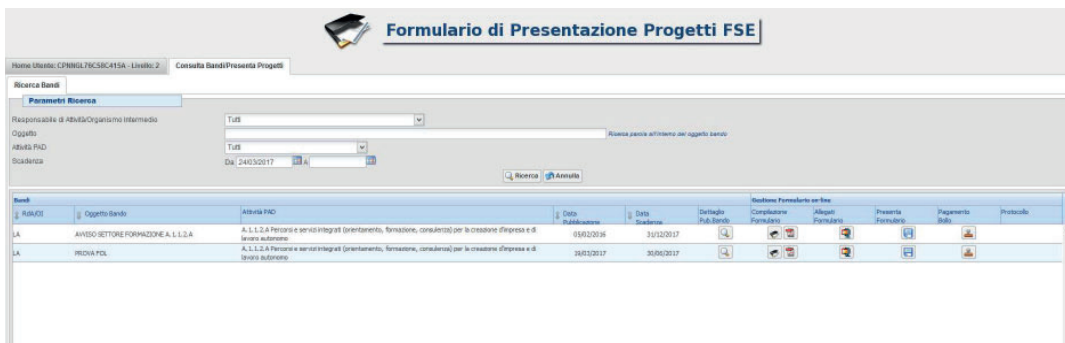 Formulario di Presentazione Progetti FSE
Home Utente: CPNNGL76C58C415A - Livello: 2 Consulta Bandi/Presenta Progetti
Ricerca Bandi
Parametri Ricerca
Responsabile di Attività/Organismo Intermedio Tutti
Oggetto Ricerca parola all'interno del oggetto bando
Attività PAD Tutti
Scadenza Da 24/03/2017 A
Ricerca Annulla
Bandi Gestione Formulario on-line
RdA/OI Oggetto Bando Attività PAD Data Pubblicazione Data Scadenza Dettaglio Pub.Bando Compilazione Formulario Allegati Formulario Presenta Formulario Pagamento Bollo Protocollo
LA AVVISO SETTORE FORMAZIONE A.1.1.2.A A.1.1.2.A Percorsi e servizi integrati (orientamento, formazione, consulenza) per la creazione d'impresa e di lavoro autonomo 05/02/2016 31/12/2017
LA PROVA FDL A.1.1.2.A Percorsi e servizi integrati (orientamento, formazione, consulenza) per la creazione d'impresa e di lavoro autonomo 30/06/2017